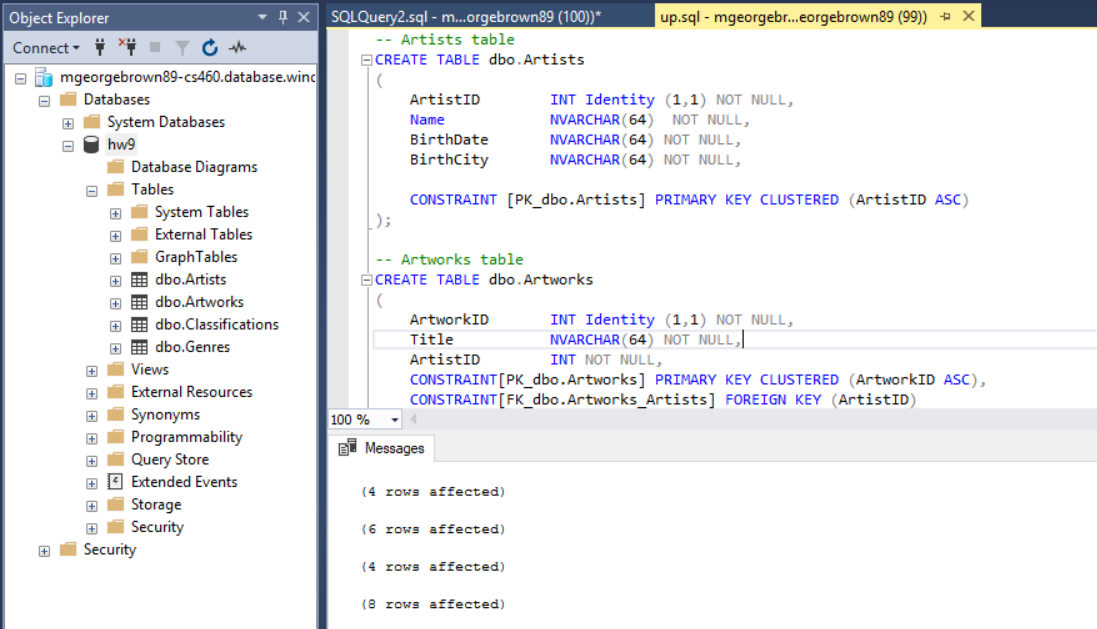 Object Explorer
Connect
mgeorgebrown89-cs460.database.winc
Databases
System Databases
hw9
Database Diagrams
Tables
System Tables
External Tables
GraphTables
dbo.Artists
dbo.Artworks
dbo.Classifications
dbo.Genres
Views
External Resources
Synonyms
Programmability
Query Store
Extended Events
Storage
Security
Security
SQLQuery2.sql - m...orgebrown89 (100))*
up.sql - mgeorgebr...eorgebrown89 (99))
-- Artists table
CREATE TABLE dbo.Artists
(
ArtistID INT Identity (1,1) NOT NULL,
Name NVARCHAR(64) NOT NULL,
BirthDate NVARCHAR(64) NOT NULL,
BirthCity NVARCHAR(64) NOT NULL,
CONSTRAINT [PK_dbo.Artists] PRIMARY KEY CLUSTERED (ArtistID ASC)
);
-- Artworks table
CREATE TABLE dbo.Artworks
(
ArtworkID INT Identity (1,1) NOT NULL,
Title NVARCHAR(64) NOT NULL,
ArtistID INT NOT NULL,
CONSTRAINT[PK_dbo.Artworks] PRIMARY KEY CLUSTERED (ArtworkID ASC),
CONSTRAINT[FK_dbo.Artworks_Artists] FOREIGN KEY (ArtistID)
100 %
Messages
(4 rows affected)
(6 rows affected)
(4 rows affected)
(8 rows affected)